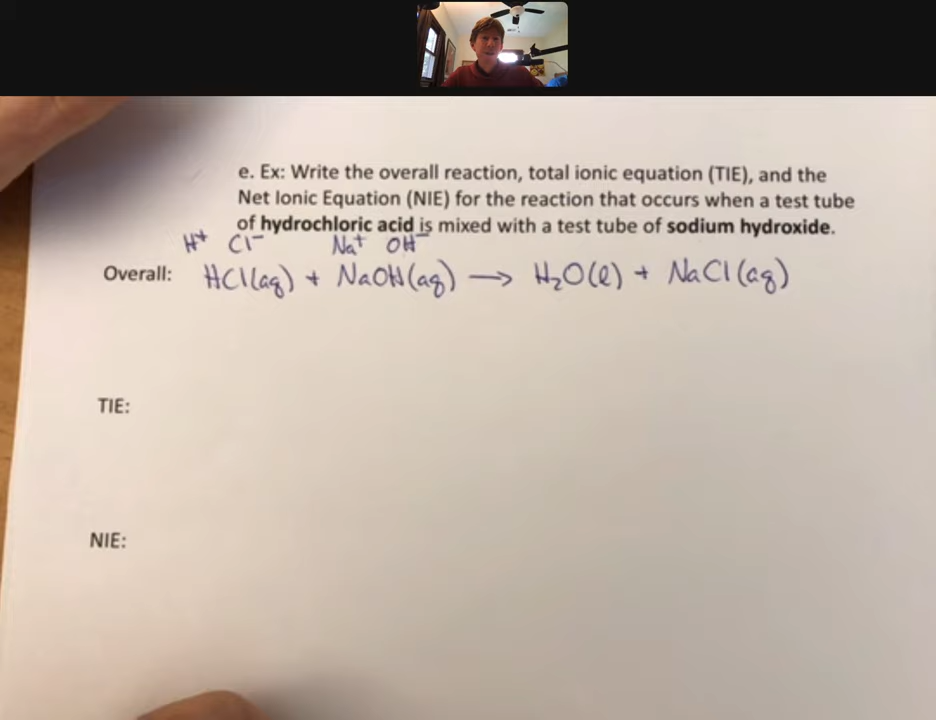 e. Ex: Write the overall reaction, total ionic equation (TIE), and the
Net Ionic Equation (NIE) for the reaction that occurs when a test tube
of hydrochloric acid is mixed with a test tube of sodium hydroxide.
H⁺ Cl⁻ Na⁺ OH⁻
Overall: HCl(aq) + NaOH(aq) ⟶ H₂O(l) + NaCl(aq)
TIE:
NIE: